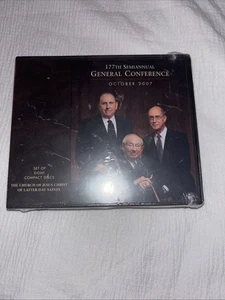 177TH SEMIANNUAL
GENERAL CONFERENCE
OCTOBER 2007
SET OF
EIGHT
COMPACT DISCS
THE CHURCH OF JESUS CHRIST
OF LATTER-DAY SAINTS